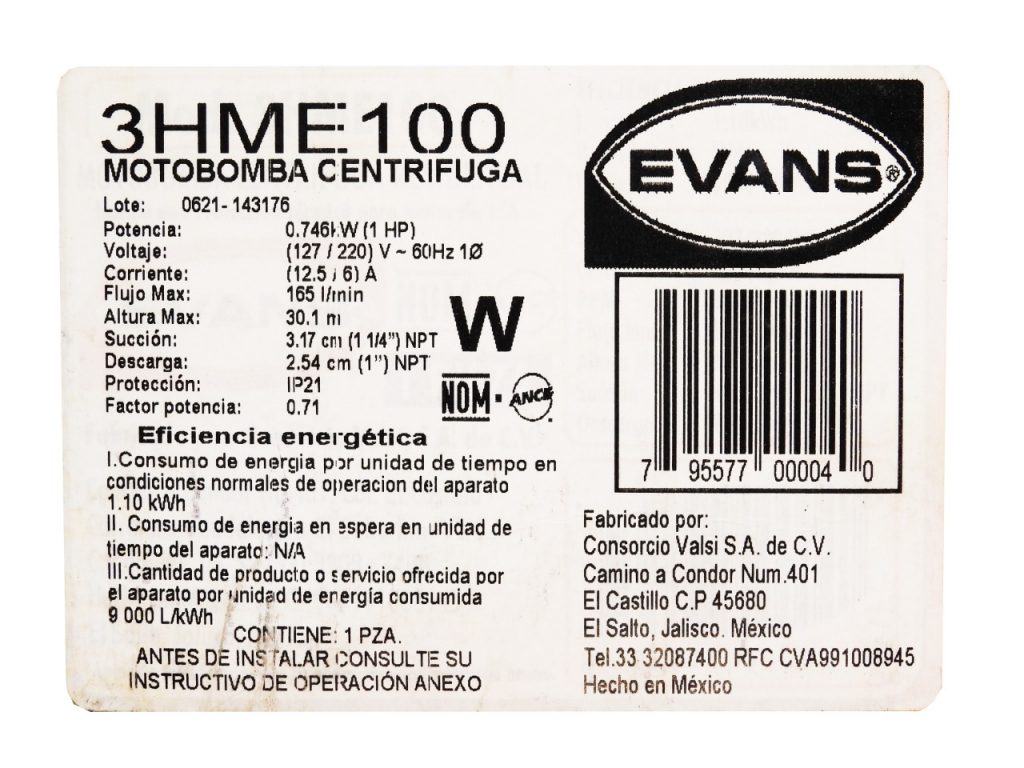 3HME100
MOTOBOMBA CENTRIFUGA
Lote: 0621-143176
Potencia: 0.746kW (1 HP)
Voltaje: (127 / 220) V ~ 60Hz 1Ø
Corriente: (12.5 / 6) A
Flujo Max: 165 l/min
Altura Max: 30.1 m
Succión: 3.17 cm (1 1/4”) NPT
Descarga: 2.54 cm (1”) NPT
Protección: IP21
Factor potencia: 0.71
W
NOM - ANCE
Eficiencia energética
I.Consumo de energia por unidad de tiempo en
condiciones normales de operacion del aparato
1.10 kWh
II. Consumo de energia en espera en unidad de
tiempo del aparato: N/A
III.Cantidad de producto o servicio ofrecida por
el aparato por unidad de energía consumida
9 000 L/kWh
CONTIENE: 1 PZA.
ANTES DE INSTALAR CONSULTE SU
INSTRUCTIVO DE OPERACIÓN ANEXO
EVANS®
7 95577 00004 0
Fabricado por:
Consorcio Valsi S.A. de C.V.
Camino a Condor Num.401
El Castillo C.P 45680
El Salto, Jalisco. México
Tel.33 32087400 RFC CVA991008945
Hecho en México